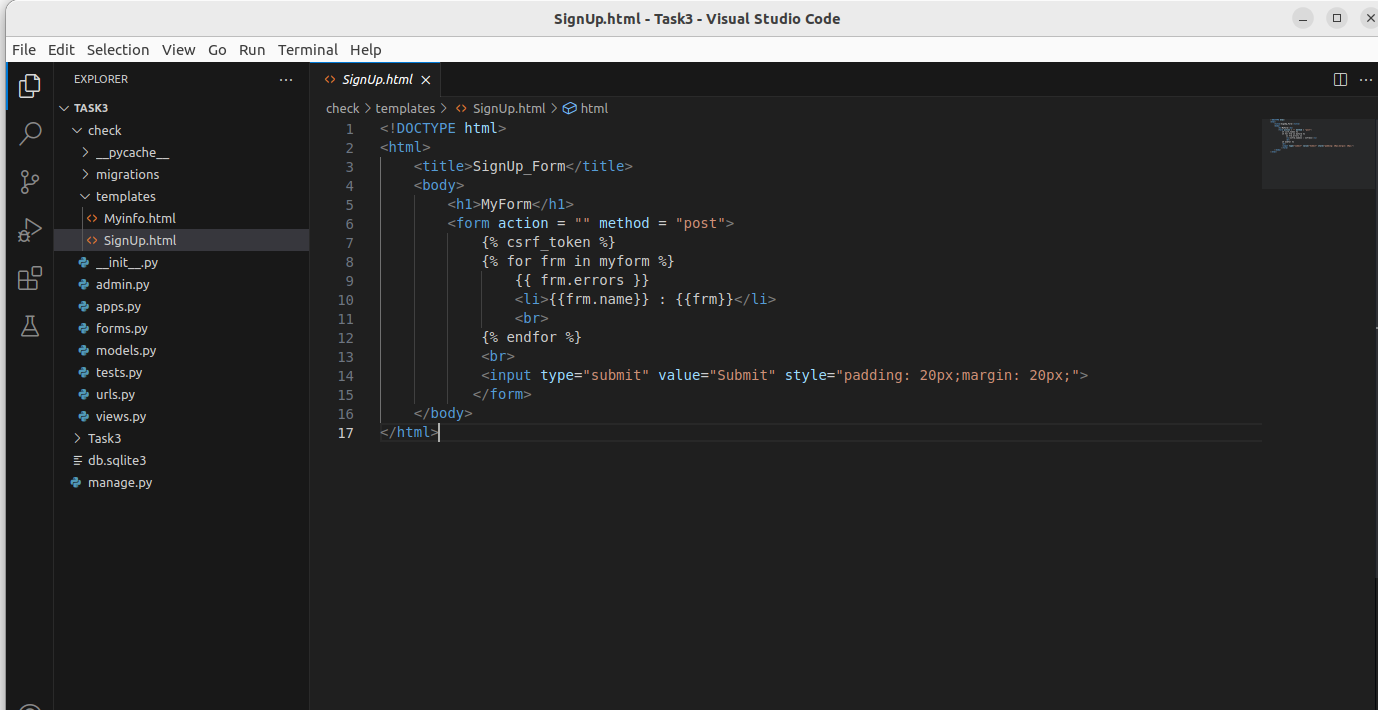 SignUp.html - Task3 - Visual Studio Code
File Edit Selection View Go Run Terminal Help
EXPLORER
TASK3
check
__pycache__
migrations
templates
Myinfo.html
SignUp.html
__init__.py
admin.py
apps.py
forms.py
models.py
tests.py
urls.py
views.py
Task3
db.sqlite3
manage.py
SignUp.html
check > templates > SignUp.html > html
1 <!DOCTYPE html>
2 <html>
3 <title>SignUp_Form</title>
4 <body>
5 <h1>MyForm</h1>
6 <form action = "" method = "post">
7 {% csrf_token %}
8 {% for frm in myform %}
9 {{ frm.errors }}
10 <li>{{frm.name}} : {{frm}}</li>
11 <br>
12 {% endfor %}
13 <br>
14 <input type="submit" value="Submit" style="padding: 20px;margin: 20px;">
15 </form>
16 </body>
17 </html>